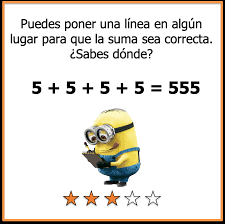 Puedes poner una línea en algún
lugar para que la suma sea correcta.
¿Sabes dónde?
5 + 5 + 5 + 5 = 555